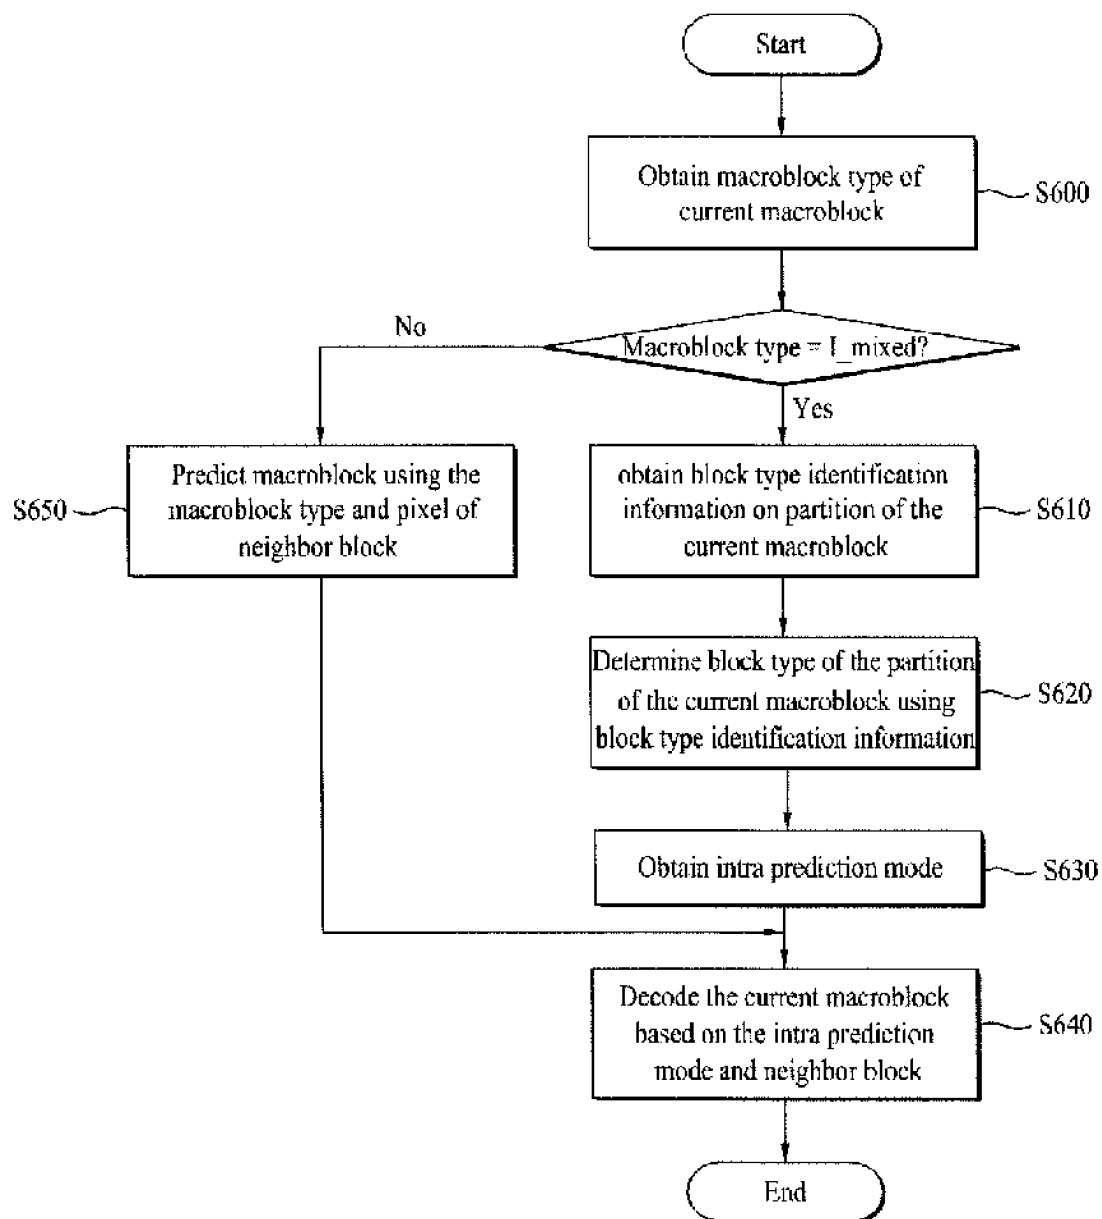 Start
Obtain macroblock type of
current macroblock
S600
Macroblock type = I_mixed?
No
Yes
Predict macroblock using the
macroblock type and pixel of
neighbor block
S650
obtain block type identification
information on partition of the
current macroblock
S610
Determine block type of the partition
of the current macroblock using
block type identification information
S620
Obtain intra prediction mode
S630
Decode the current macroblock
based on the intra prediction
mode and neighbor block
S640
End